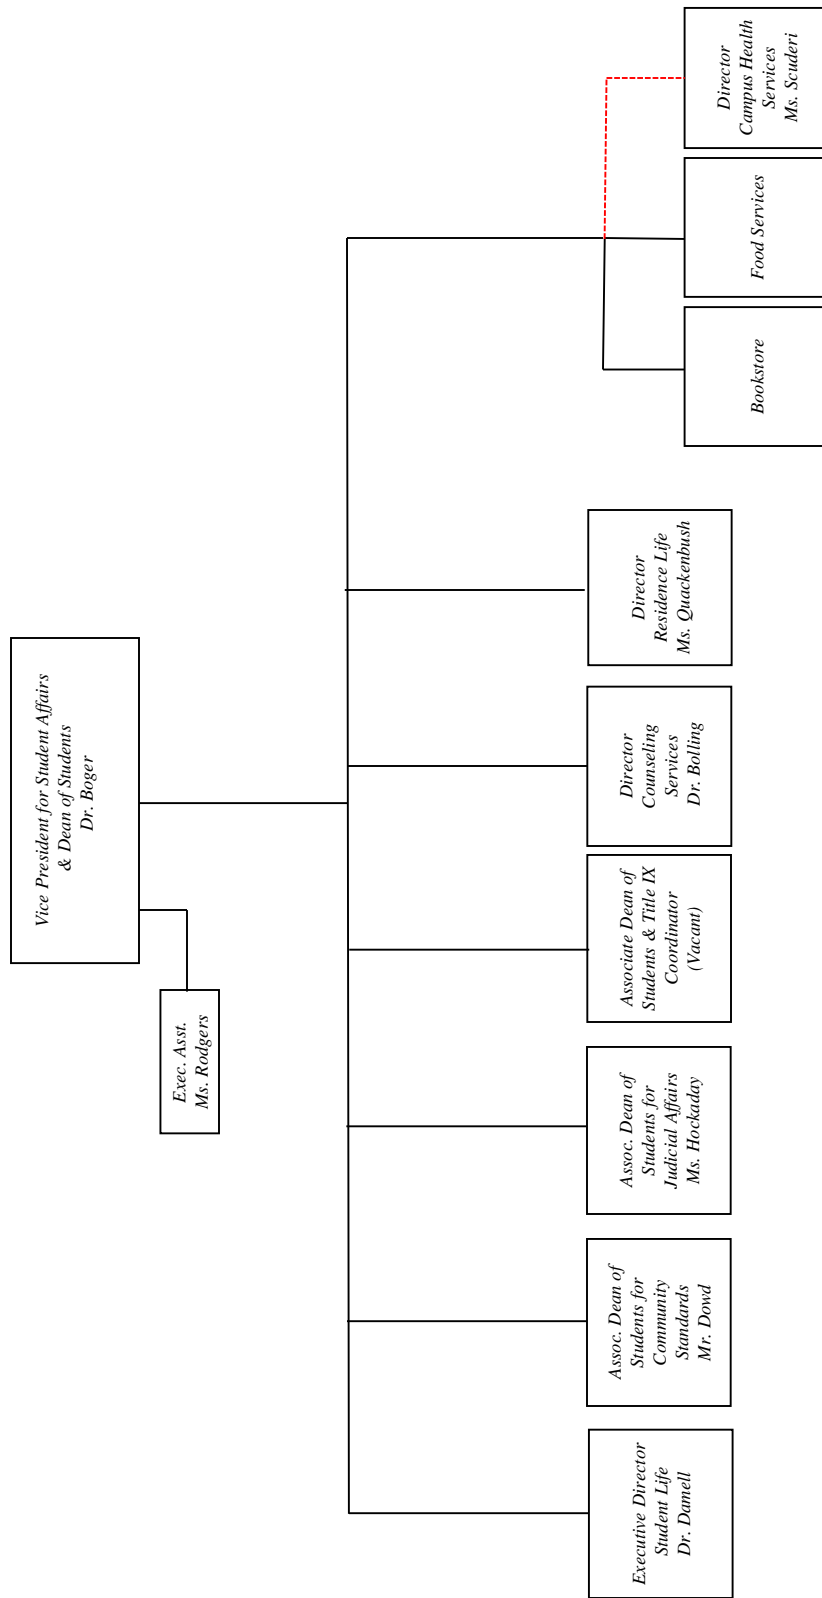 Vice President for Student Affairs
& Dean of Students
Dr. Boger
Exec. Asst.
Ms. Rodgers
Executive Director
Student Life
Dr. Damell
Assoc. Dean of
Students for
Community
Standards
Mr. Dowd
Assoc. Dean of
Students for
Judicial Affairs
Ms. Hockaday
Associate Dean of
Students & Title IX
Coordinator
(Vacant)
Director
Counseling
Services
Dr. Bolling
Director
Residence Life
Ms. Quackenbush
Bookstore
Food Services
Director
Campus Health
Services
Ms. Scuderi